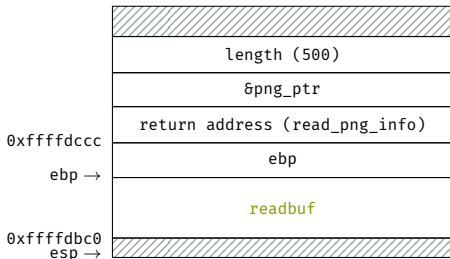 length (500)
&png_ptr
return address (read_png_info)
0xffffdccc
ebp
ebp →
readbuf
0xffffdbc0
esp →